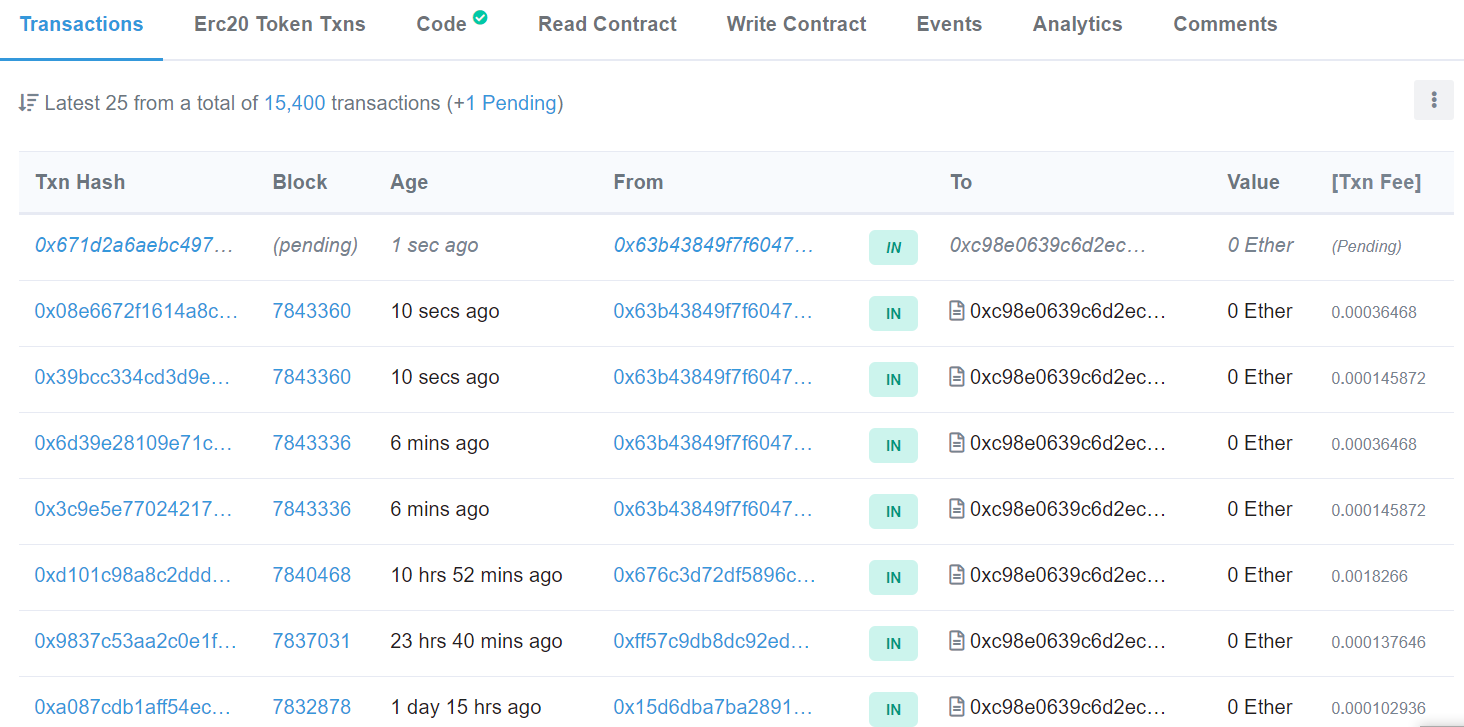 Transactions Erc20 Token Txns Code Read Contract Write Contract Events Analytics Comments
Latest 25 from a total of 15,400 transactions (+1 Pending)
Txn Hash Block Age From To Value [Txn Fee]
0x671d2a6aebc497... (pending) 1 sec ago 0x63b43849f7f6047... IN 0xc98e0639c6d2ec... 0 Ether (Pending)
0x08e6672f1614a8c... 7843360 10 secs ago 0x63b43849f7f6047... IN 0xc98e0639c6d2ec... 0 Ether 0.00036468
0x39bcc334cd3d9e... 7843360 10 secs ago 0x63b43849f7f6047... IN 0xc98e0639c6d2ec... 0 Ether 0.000145872
0x6d39e28109e71c... 7843336 6 mins ago 0x63b43849f7f6047... IN 0xc98e0639c6d2ec... 0 Ether 0.00036468
0x3c9e5e77024217... 7843336 6 mins ago 0x63b43849f7f6047... IN 0xc98e0639c6d2ec... 0 Ether 0.000145872
0xd101c98a8c2ddd... 7840468 10 hrs 52 mins ago 0x676c3d72df5896c... IN 0xc98e0639c6d2ec... 0 Ether 0.0018266
0x9837c53aa2c0e1f... 7837031 23 hrs 40 mins ago 0xff57c9db8dc92ed... IN 0xc98e0639c6d2ec... 0 Ether 0.000137646
0xa087cdb1aff54ec... 7832878 1 day 15 hrs ago 0x15d6dba7ba2891... IN 0xc98e0639c6d2ec... 0 Ether 0.000102936